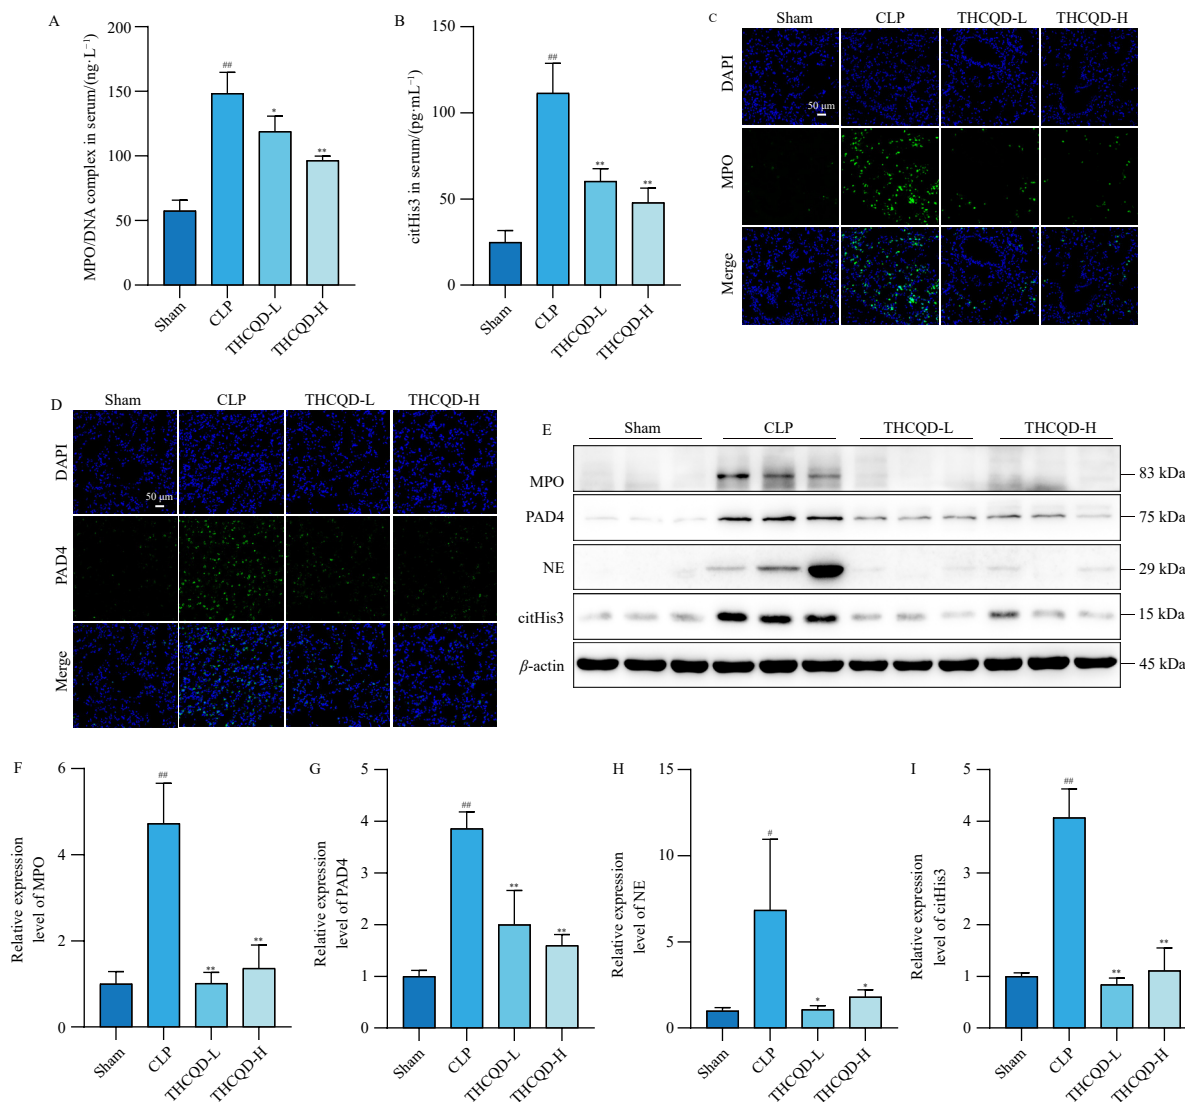 A
MPO/DNA complex in serum/(ng·L⁻¹)
200
150
100
50
0
##
*
**
Sham
CLP
THCQD-L
THCQD-H
B
citHis3 in serum/(pg·mL⁻¹)
150
100
50
0
##
**
**
Sham
CLP
THCQD-L
THCQD-H
C
Sham CLP THCQD-L THCQD-H
DAPI
50 μm
MPO
Merge
D
Sham CLP THCQD-L THCQD-H
DAPI
50 μm
PAD4
Merge
E
Sham CLP THCQD-L THCQD-H
MPO 83 kDa
PAD4 75 kDa
NE 29 kDa
citHis3 15 kDa
β-actin 45 kDa
F
Relative expression
level of MPO
6
4
2
0
##
**
**
Sham
CLP
THCQD-L
THCQD-H
G
Relative expression
level of PAD4
5
4
3
2
1
0
##
**
**
Sham
CLP
THCQD-L
THCQD-H
H
Relative expression
level of NE
15
10
5
0
#
*
*
Sham
CLP
THCQD-L
THCQD-H
I
Relative expression
level of citHis3
5
4
3
2
1
0
##
**
**
Sham
CLP
THCQD-L
THCQD-H